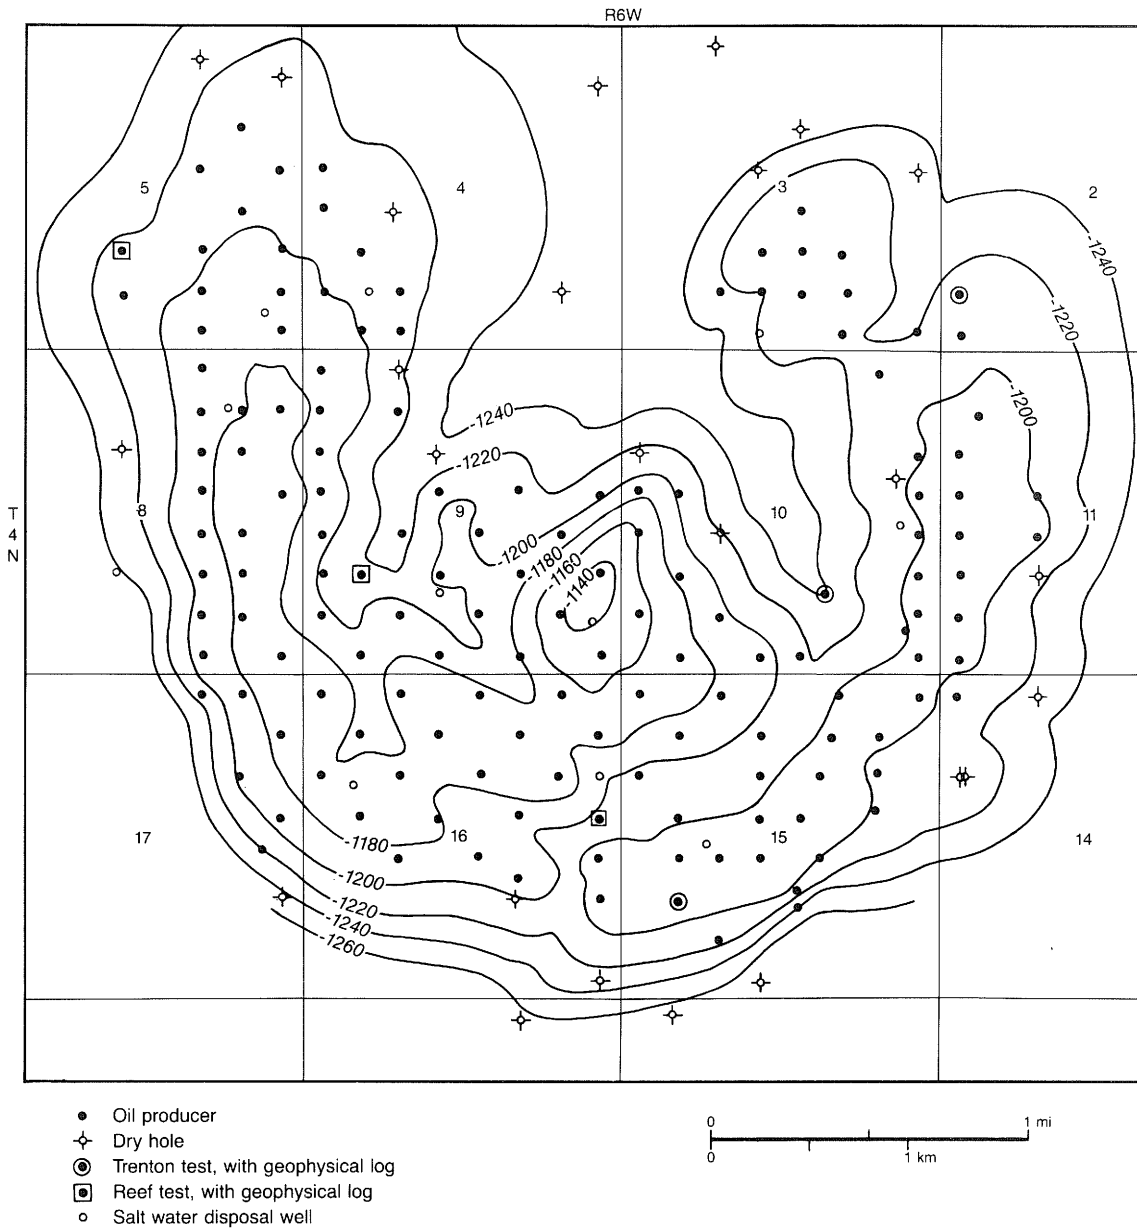 R6W
5
4
3
2
-1240
-1220
-1200
-1240
-1220
T
4
N
8
9
10
11
-1200
-1180
-1160
-1140
17
16
15
14
-1180
-1200
-1220
-1240
-1260
Oil producer
Dry hole
Trenton test, with geophysical log
Reef test, with geophysical log
Salt water disposal well
0
1 mi
0
1 km